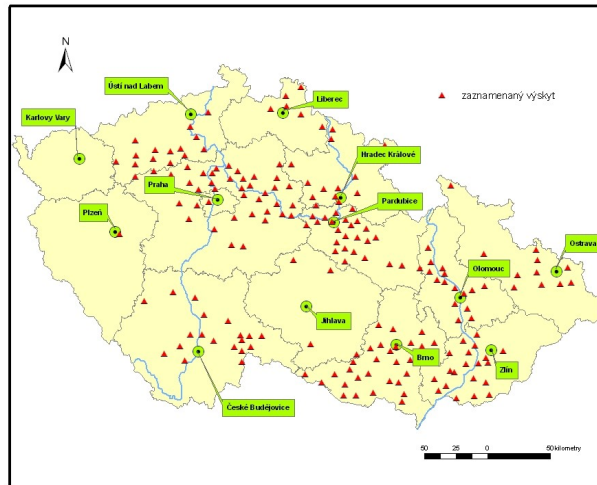 N
Ústí nad Labem
Liberec
zaznamenaný výskyt
Karlovy Vary
Hradec Králové
Praha
Pardubice
Plzeň
Ostrava
Olomouc
Jihlava
Brno
Zlín
České Budějovice
50 25 0 50 kilometry